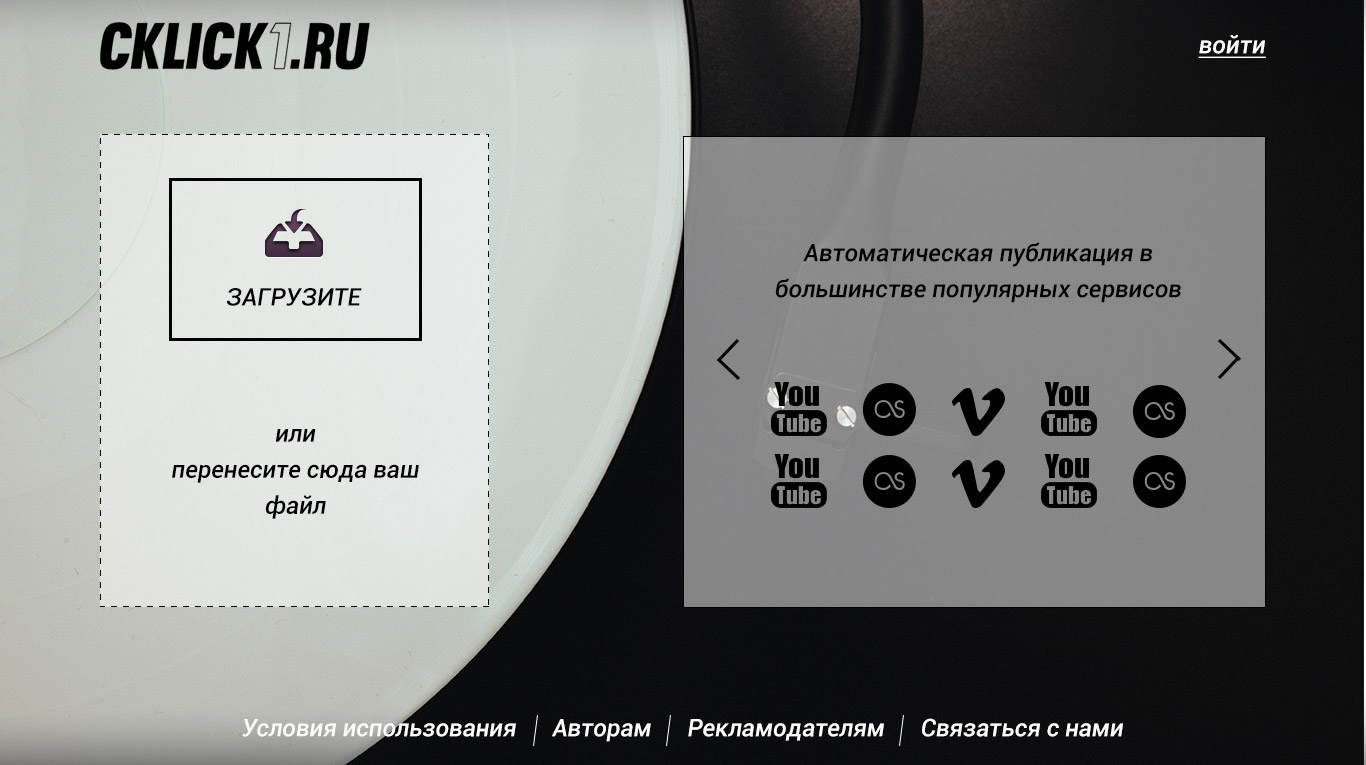 CKLICK1.RU
войти
ЗАГРУЗИТЕ
или
перенесите сюда ваш
файл
Автоматическая публикация в
большинстве популярных сервисов
You Tube You Tube
You Tube You Tube
Условия использования Авторам Рекламодателям Связаться с нами